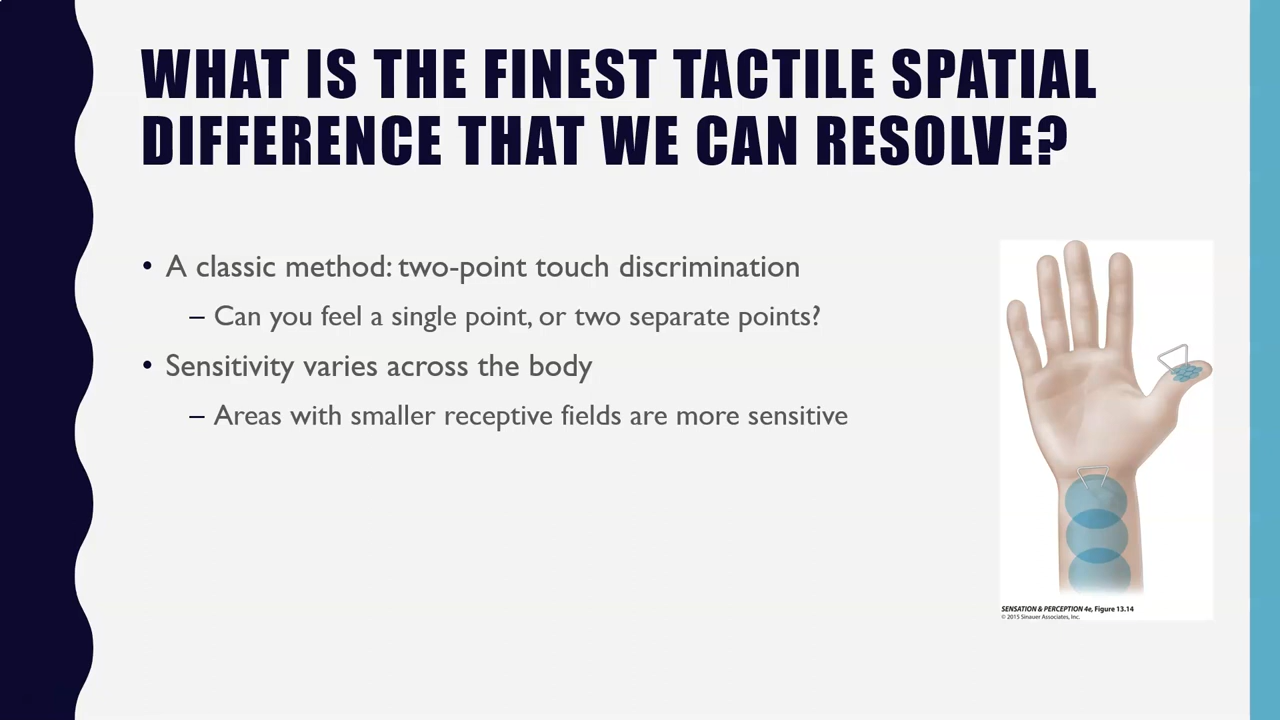 WHAT IS THE FINEST TACTILE SPATIAL
DIFFERENCE THAT WE CAN RESOLVE?
• A classic method: two-point touch discrimination
– Can you feel a single point, or two separate points?
• Sensitivity varies across the body
– Areas with smaller receptive fields are more sensitive
SENSATION & PERCEPTION 4e, Figure 13.14
© 2015 Sinauer Associates, Inc.